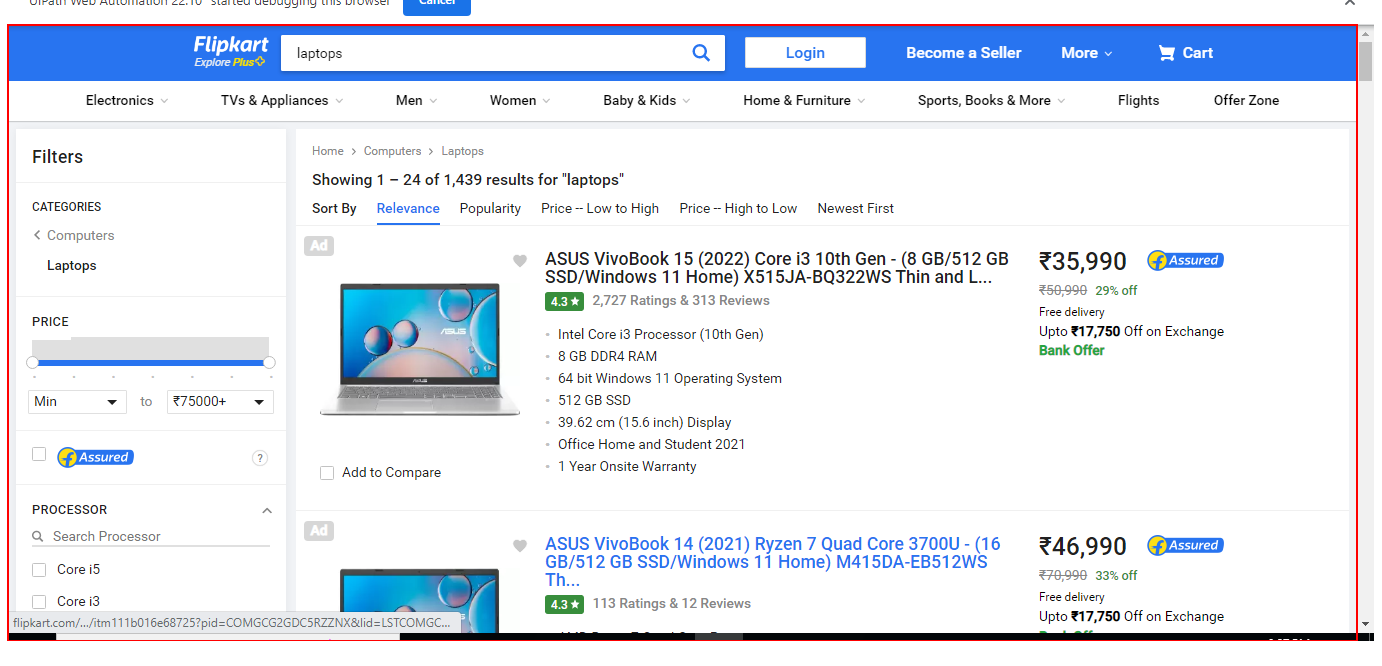 UiPath Web Automation 22.10" started debugging this browser
Cancel
Flipkart
Explore Plus
laptops
Login
Become a Seller
More
Cart
Electronics
TVs & Appliances
Men
Women
Baby & Kids
Home & Furniture
Sports, Books & More
Flights
Offer Zone
Filters
CATEGORIES
Computers
Laptops
PRICE
Min
to
₹75000+
f Assured
?
PROCESSOR
Search Processor
Core i5
Core i3
flipkart.com/.../itm111b016e68725?pid=COMGCG2GDC5RZZNX&lid=LSTCOMGC...
Home > Computers > Laptops
Showing 1 – 24 of 1,439 results for "laptops"
Sort By
Relevance
Popularity
Price -- Low to High
Price -- High to Low
Newest First
Ad
ASUS
ASUS
Add to Compare
ASUS VivoBook 15 (2022) Core i3 10th Gen - (8 GB/512 GB
SSD/Windows 11 Home) X515JA-BQ322WS Thin and L...
4.3 ★
2,727 Ratings & 313 Reviews
Intel Core i3 Processor (10th Gen)
8 GB DDR4 RAM
64 bit Windows 11 Operating System
512 GB SSD
39.62 cm (15.6 inch) Display
Office Home and Student 2021
1 Year Onsite Warranty
₹35,990
f Assured
₹50,990 29% off
Free delivery
Upto ₹17,750 Off on Exchange
Bank Offer
Ad
ASUS VivoBook 14 (2021) Ryzen 7 Quad Core 3700U - (16
GB/512 GB SSD/Windows 11 Home) M415DA-EB512WS
Th...
4.3 ★
113 Ratings & 12 Reviews
₹46,990
f Assured
₹70,990 33% off
Free delivery
Upto ₹17,750 Off on Exchange